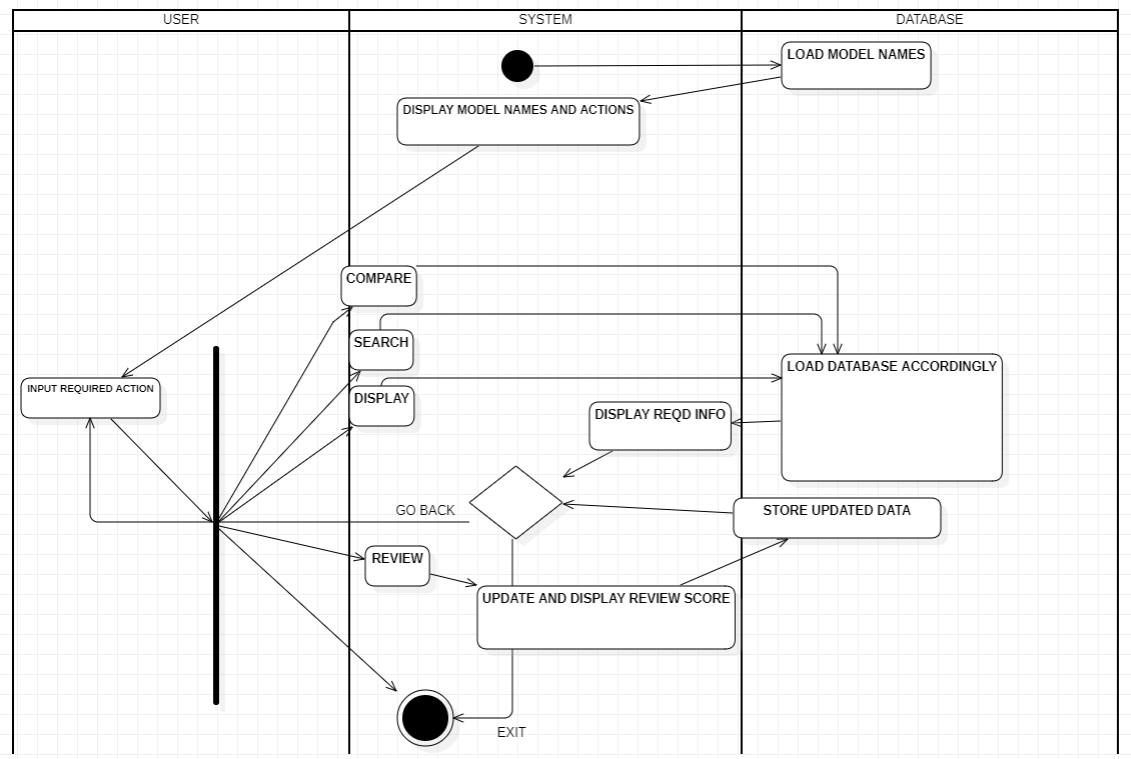 USER
SYSTEM
DATABASE
LOAD MODEL NAMES
DISPLAY MODEL NAMES AND ACTIONS
COMPARE
SEARCH
LOAD DATABASE ACCORDINGLY
INPUT REQUIRED ACTION
DISPLAY
DISPLAY REQD INFO
GO BACK
STORE UPDATED DATA
REVIEW
UPDATE AND DISPLAY REVIEW SCORE
EXIT